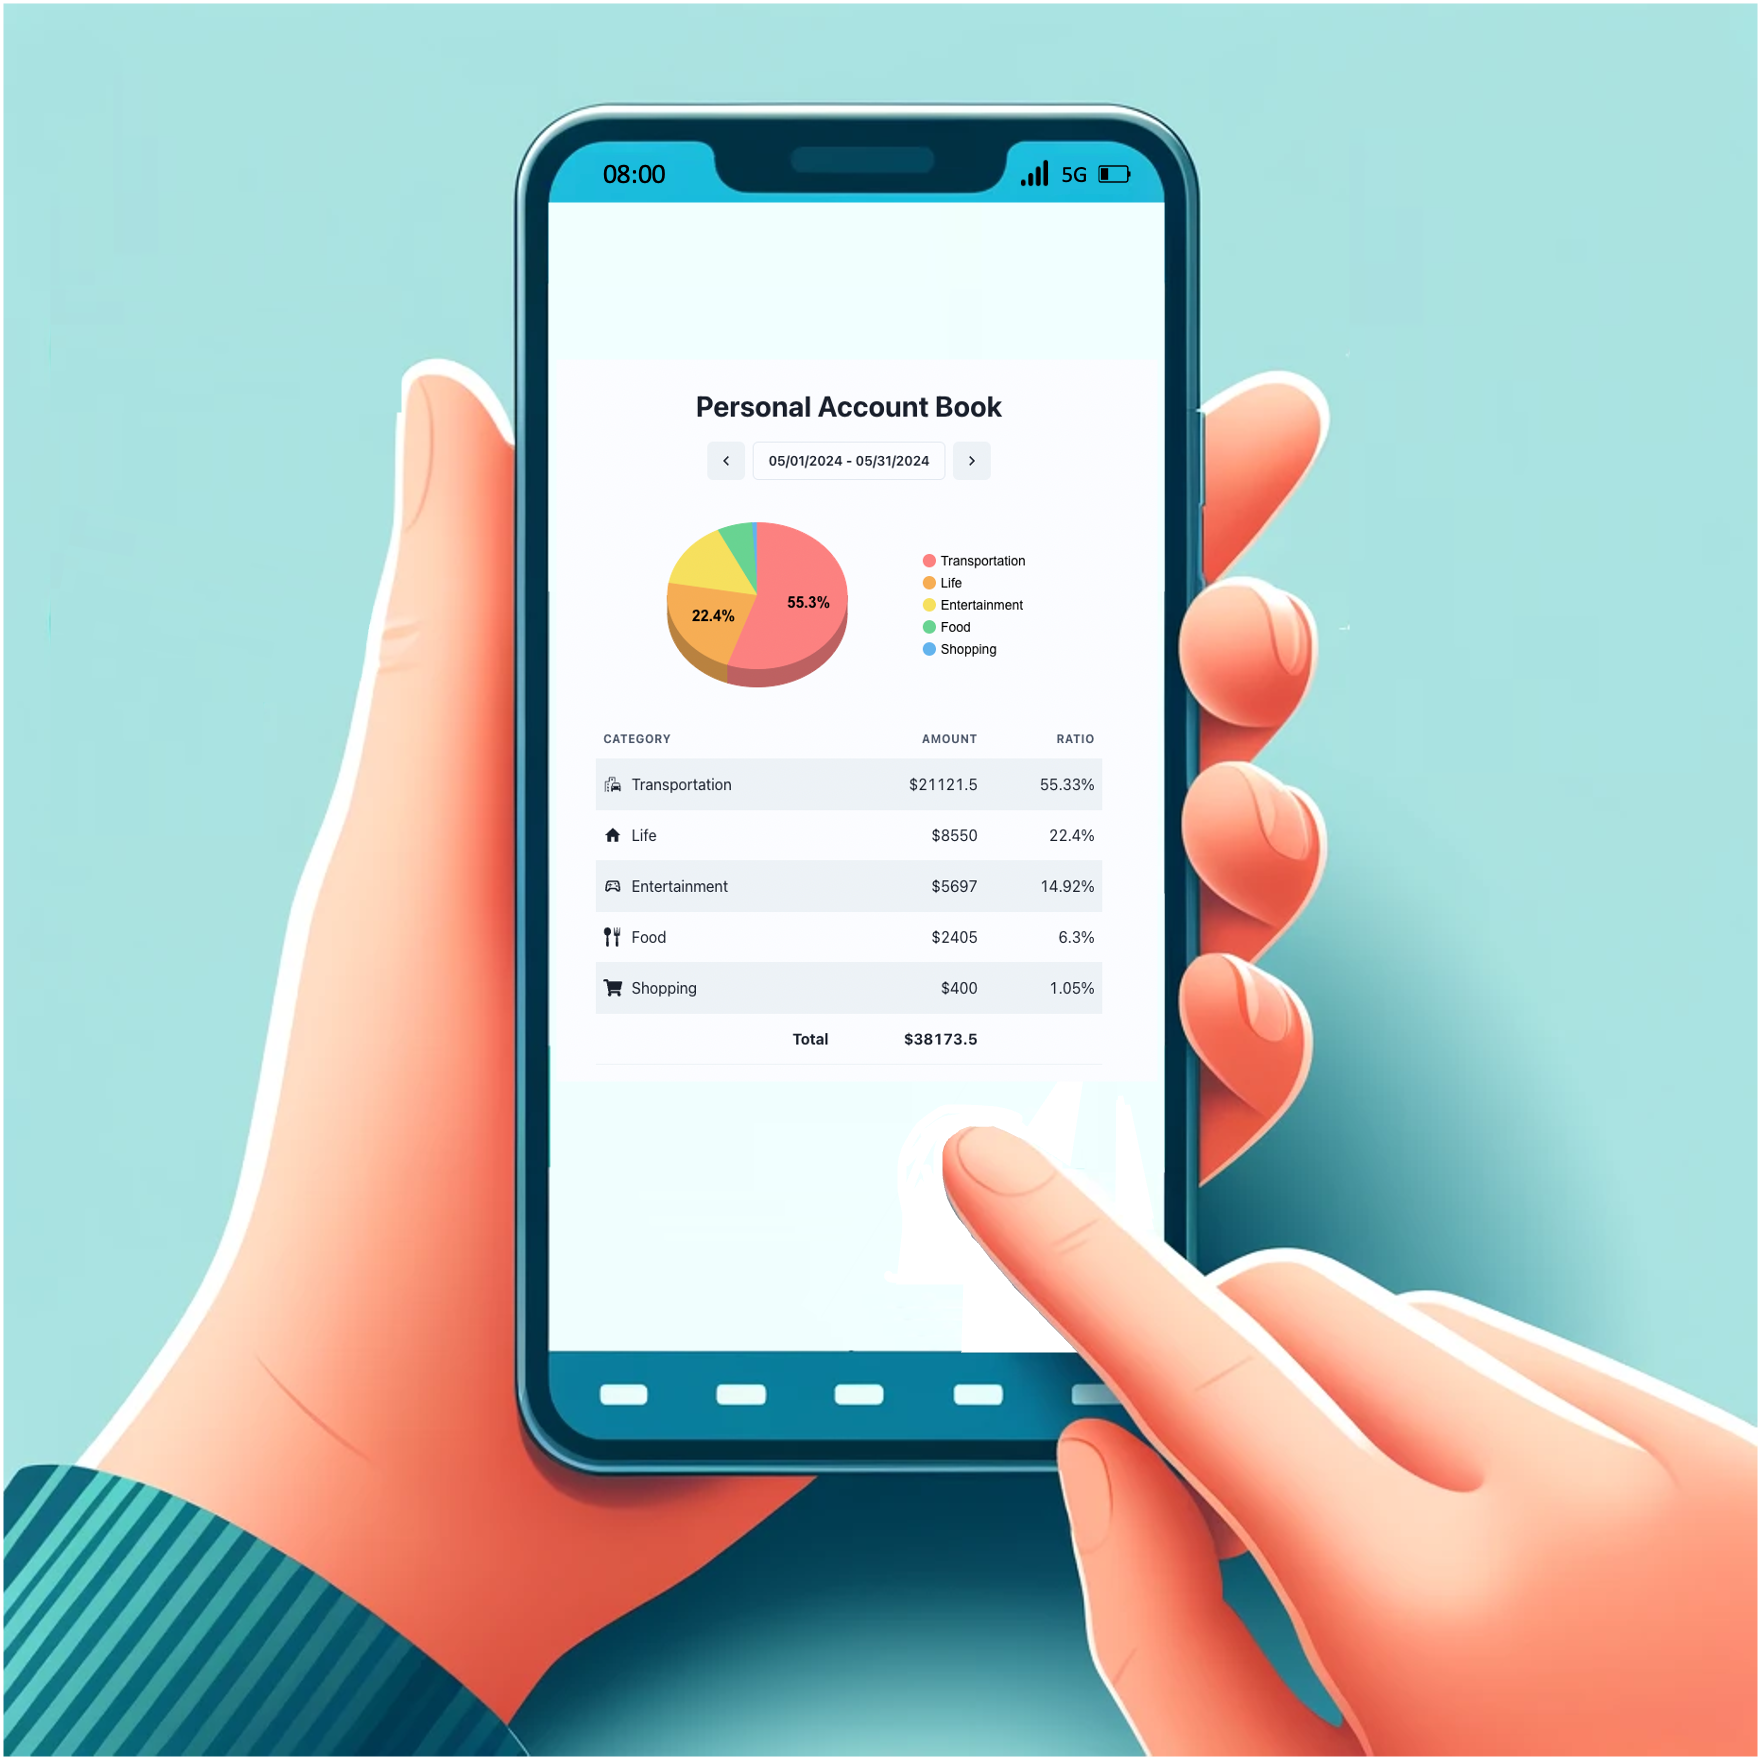 08:00 5G
Personal Account Book
05/01/2024 - 05/31/2024
55.3%
22.4%
Transportation
Life
Entertainment
Food
Shopping
CATEGORY AMOUNT RATIO
Transportation $21121.5 55.33%
Life $8550 22.4%
Entertainment $5697 14.92%
Food $2405 6.3%
Shopping $400 1.05%
Total $38173.5